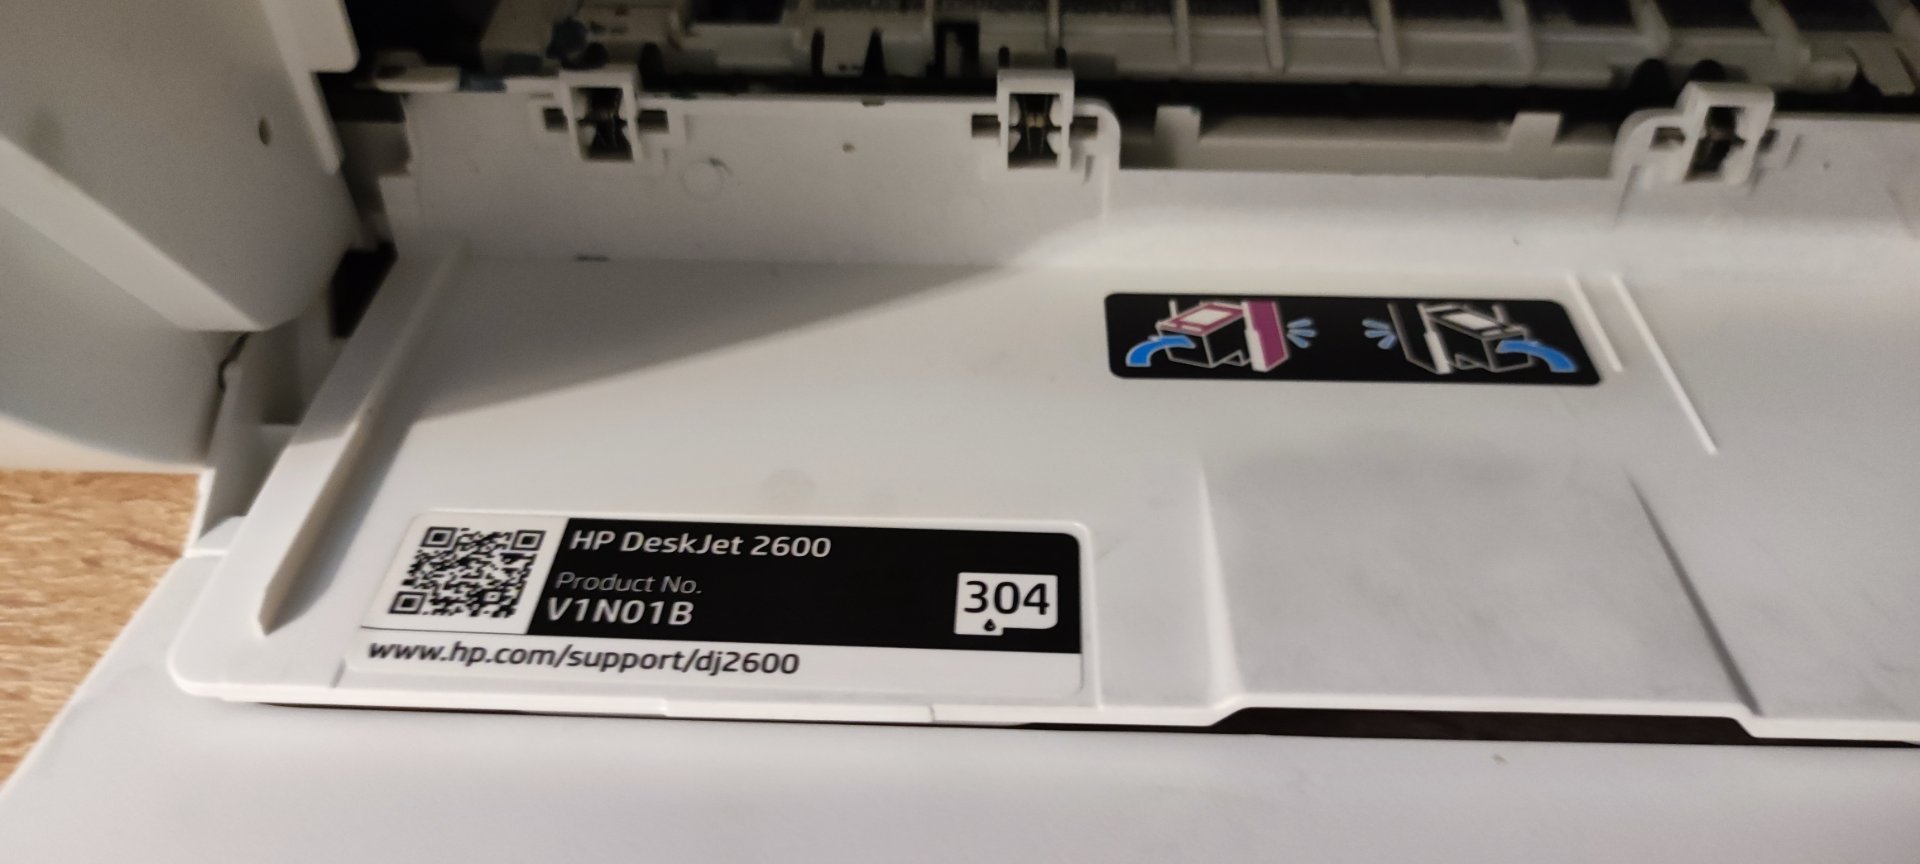 HP DeskJet 2600
Product No.
V1N01B
304
www.hp.com/support/dj2600